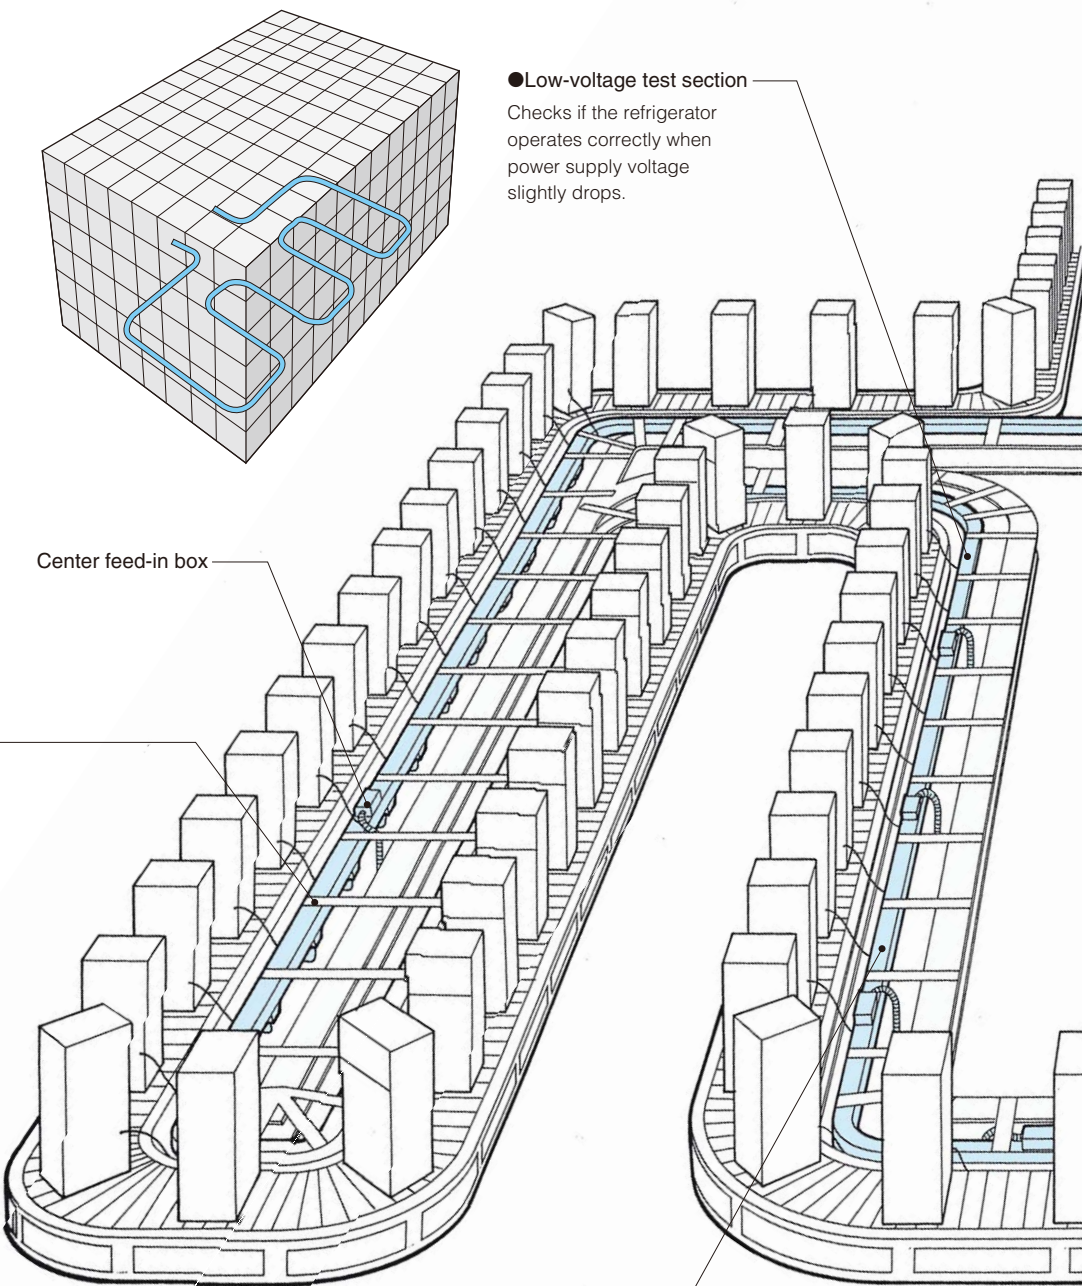 ●Low-voltage test section
Checks if the refrigerator
operates correctly when
power supply voltage
slightly drops.
Center feed-in box